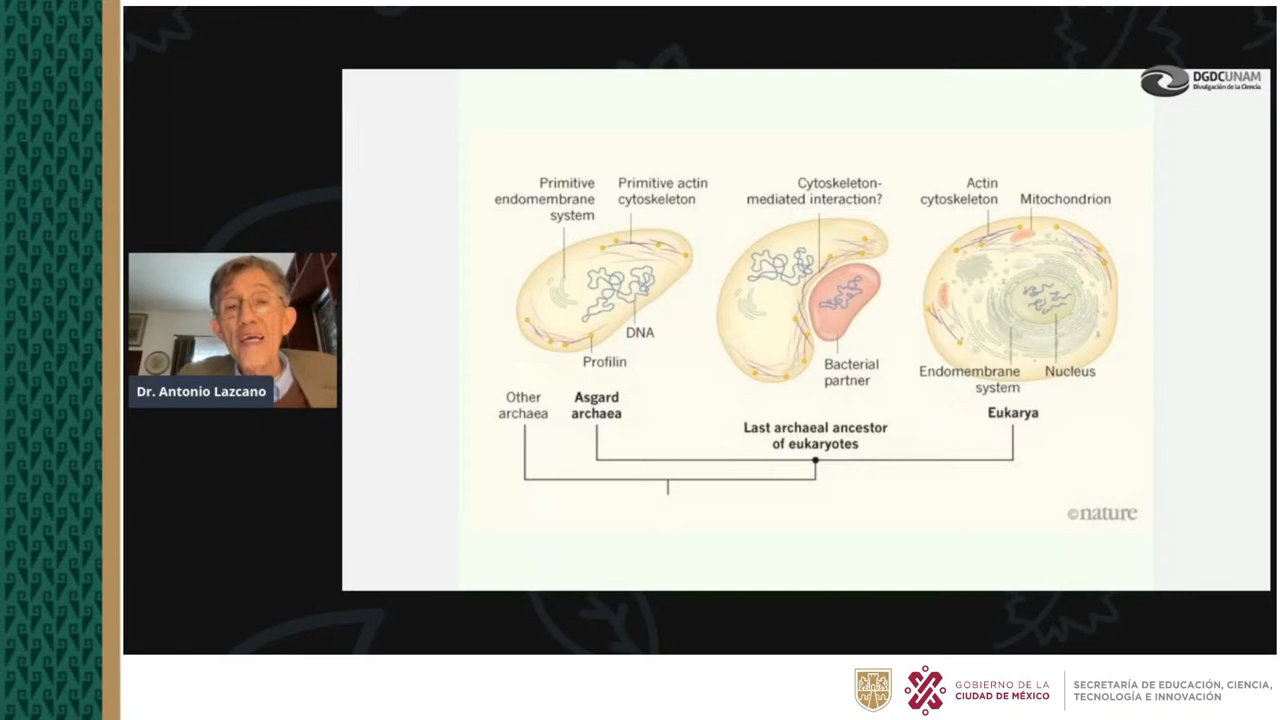 DGDCUNAM
Divulgación de la Ciencia
Primitive
endomembrane
system
Primitive actin
cytoskeleton
Cytoskeleton-
mediated interaction?
Actin
cytoskeleton
Mitochondrion
DNA
Profilin
Bacterial
partner
Endomembrane
system
Nucleus
Other
archaea
Asgard
archaea
Last archaeal ancestor
of eukaryotes
Eukarya
©nature
Dr. Antonio Lazcano
GOBIERNO DE LA
CIUDAD DE MÉXICO
SECRETARÍA DE EDUCACIÓN, CIENCIA,
TECNOLOGÍA E INNOVACIÓN